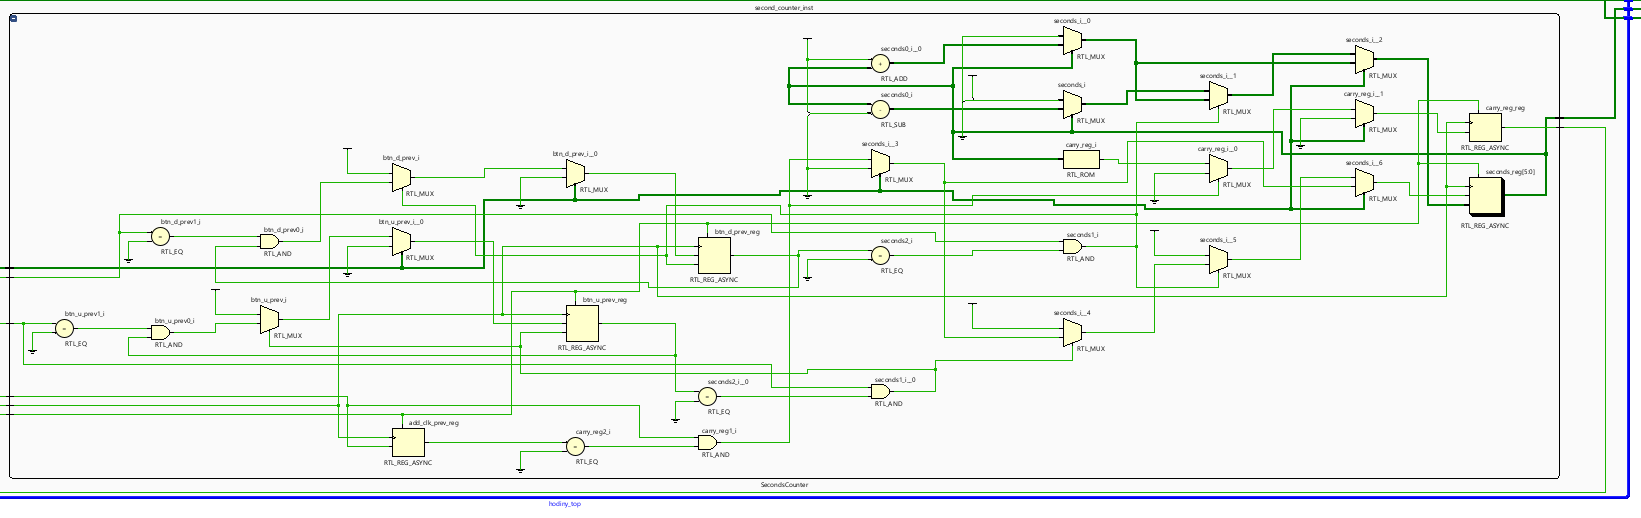 second_counter_inst
seconds_i__0
RTL_MUX
seconds_i__2
RTL_MUX
seconds0_i__0
+
RTL_ADD
seconds_i__1
RTL_MUX
seconds_i
RTL_MUX
seconds0_i
-
RTL_SUB
carry_reg_i__1
RTL_MUX
carry_reg_reg
RTL_REG_ASYNC
btn_d_prev_i
RTL_MUX
btn_d_prev_i__0
RTL_MUX
seconds_i__3
RTL_MUX
carry_reg_i
RTL_ROM
carry_reg_i__0
RTL_MUX
seconds_i__6
RTL_MUX
seconds_reg[5:0]
RTL_REG_ASYNC
btn_d_prev1_i
=
RTL_EQ
btn_d_prev0_i
RTL_AND
btn_u_prev_i__0
RTL_MUX
btn_d_prev_reg
RTL_REG_ASYNC
seconds2_i
=
RTL_EQ
seconds1_i
RTL_AND
seconds_i__5
RTL_MUX
btn_u_prev1_i
=
RTL_EQ
btn_u_prev0_i
RTL_AND
btn_u_prev_i
RTL_MUX
btn_u_prev_reg
RTL_REG_ASYNC
seconds_i__4
RTL_MUX
seconds2_i__0
=
RTL_EQ
seconds1_i__0
RTL_AND
add_clk_prev_reg
RTL_REG_ASYNC
carry_reg2_i
=
RTL_EQ
carry_reg1_i
RTL_AND
SecondsCounter
hodiny_top